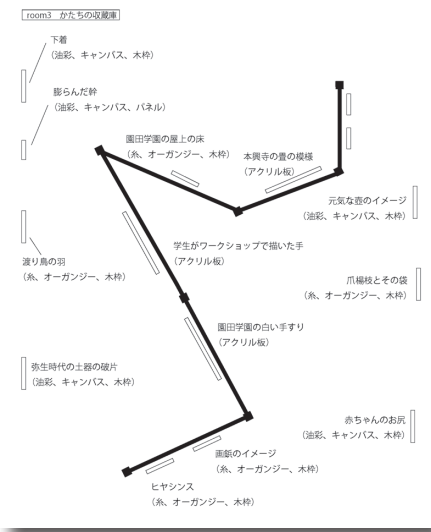 room3 かたちの収蔵庫
下着
（油彩、キャンバス、木枠）
膨らんだ幹
（油彩、キャンバス、パネル）
園田学園の屋上の床
（糸、オーガンジー、木枠）
本興寺の畳の模様
（アクリル板）
元気な壺のイメージ
（油彩、キャンバス、木枠）
渡り鳥の羽
（糸、オーガンジー、木枠）
学生がワークショップで描いた手
（アクリル板）
爪楊枝とその袋
（糸、オーガンジー、木枠）
園田学園の白い手すり
（アクリル板）
弥生時代の土器の破片
（油彩、キャンバス、木枠）
赤ちゃんのお尻
（油彩、キャンバス、木枠）
画鋲のイメージ
（糸、オーガンジー、木枠）
ヒヤシンス
（糸、オーガンジー、木枠）